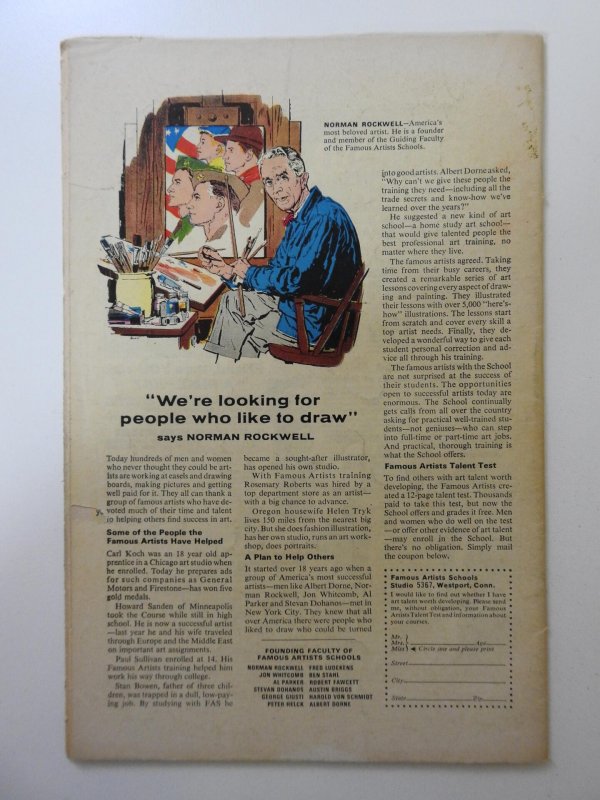 NORMAN ROCKWELL—America's
most beloved artist. He is a founder
and member of the Guiding Faculty
of the Famous Artists Schools.
"We're looking for
people who like to draw"
says NORMAN ROCKWELL
Today hundreds of men and women
who never thought they could be art-
ists are working at easels and drawing
boards, making pictures and getting
well paid for it. They all can thank a
group of famous artists who have de-
voted much of their time and talent
to helping others find success in art.
Some of the People the
Famous Artists Have Helped
Carl Koch was an 18 year old ap-
prentice in a Chicago art studio when
he enrolled. Today he prepares ads
for such companies as General
Motors and Firestone—has won five
gold medals.
Howard Sanden of Minneapolis
took the Course while still in high
school. He is now a successful artist
—last year he and his wife traveled
through Europe and the Middle East
on important art assignments.
Paul Sullivan enrolled at 14. His
Famous Artists training helped him
work his way through college.
Stan Bowen, father of three chil-
dren, was trapped in a dull, low-pay-
ing job. By studying with FAS he
became a sought-after illustrator,
has opened his own studio.
With Famous Artists training
Rosemary Roberts was hired by a
top department store as an artist—
with a big chance to advance.
Oregon housewife Helen Tryk
lives 150 miles from the nearest big
city. But she does fashion illustration,
has her own studio, runs an art work-
shop, does portraits.
A Plan to Help Others
It started over 18 years ago when a
group of America's most successful
artists—men like Albert Dorne, Nor-
man Rockwell, Jon Whitcomb, Al
Parker and Stevan Dohanos—met in
New York City. They knew that all
over America there were people who
liked to draw who could be turned
into good artists. Albert Dorne asked,
"Why can't we give these people the
training they need—including all the
trade secrets and know-how we've
learned over the years?"
He suggested a new kind of art
school—a home study art school—
that would give talented people the
best professional art training, no
matter where they live.
The famous artists agreed. Taking
time from their busy careers, they
created a remarkable series of art
lessons covering every aspect of draw-
ing and painting. They illustrated
their lessons with over 5,000 "here's-
how" illustrations. The lessons start
from scratch and cover every skill a
top artist needs. Finally, they de-
veloped a wonderful way to give each
student personal correction and ad-
vice all through his training.
The famous artists with the School
are not surprised at the success of
their students. The opportunities
open to successful artists today are
enormous. The School continually
gets calls from all over the country
asking for practical well-trained stu-
dents—not geniuses—who can step
into full-time or part-time art jobs.
And practical, thorough training is
what the School offers.
Famous Artists Talent Test
To find others with art talent worth
developing, the Famous Artists cre-
ated a 12-page talent test. Thousands
paid to take this test, but now the
School offers and grades it free. Men
and women who do well on the test
—or offer other evidence of art talent
—may enroll in the School. But
there's no obligation. Simply mail
the coupon below.
FOUNDING FACULTY OF
FAMOUS ARTISTS SCHOOLS
NORMAN ROCKWELL FRED LUDEKENS
JON WHITCOMB BEN STAHL
AL PARKER ROBERT FAWCETT
STEVAN DOHANOS AUSTIN BRIGGS
GEORGE GIUSTI HAROLD VON SCHMIDT
PETER HELCK ALBERT DORNE
Famous Artists Schools
Studio 5367, Westport, Conn.
I would like to find out whether I have
art talent worth developing. Please send
me, without obligation, your Famous
Artists Talent Test and information about
your courses.
Mr.
Mrs. Age
Miss Circle one and please print
Street
City
State Zip